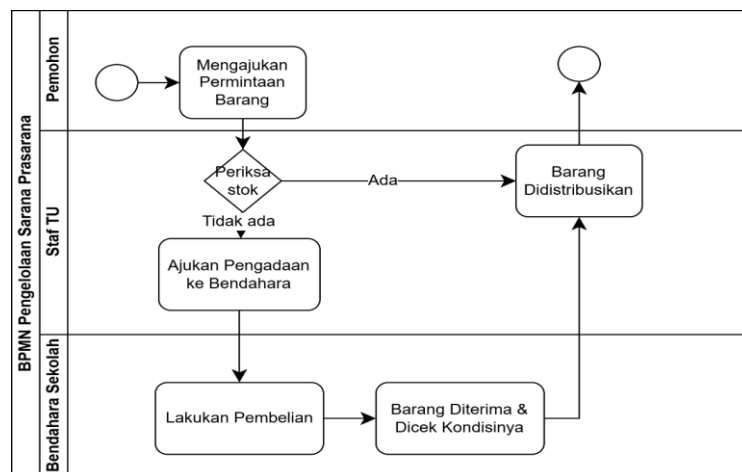 BPMN Pengelolaan Sarana Prasarana
Pemohon
Mengajukan
Permintaan
Barang
Staf TU
Periksa
stok
Ada
Barang
Didistribusikan
Tidak ada
Ajukan Pengadaan
ke Bendahara
Bendahara Sekolah
Lakukan Pembelian
Barang Diterima &
Dicek Kondisinya